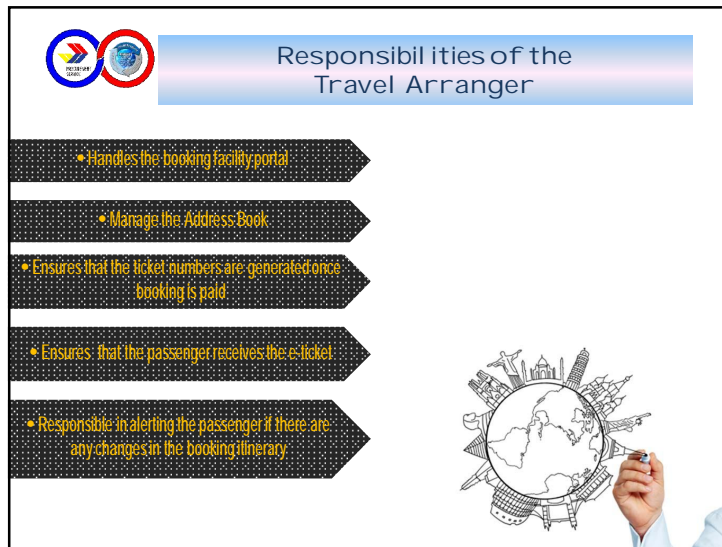 Responsibilities of the
Travel Arranger
PROCUREMENT
SERVICE
• Handles the booking facility portal
• Manage the Address Book
• Ensures that the ticket numbers are generated once
booking is paid
• Ensures that the passenger receives the e-ticket
• Responsible in alerting the passenger if there are
any changes in the booking itinerary